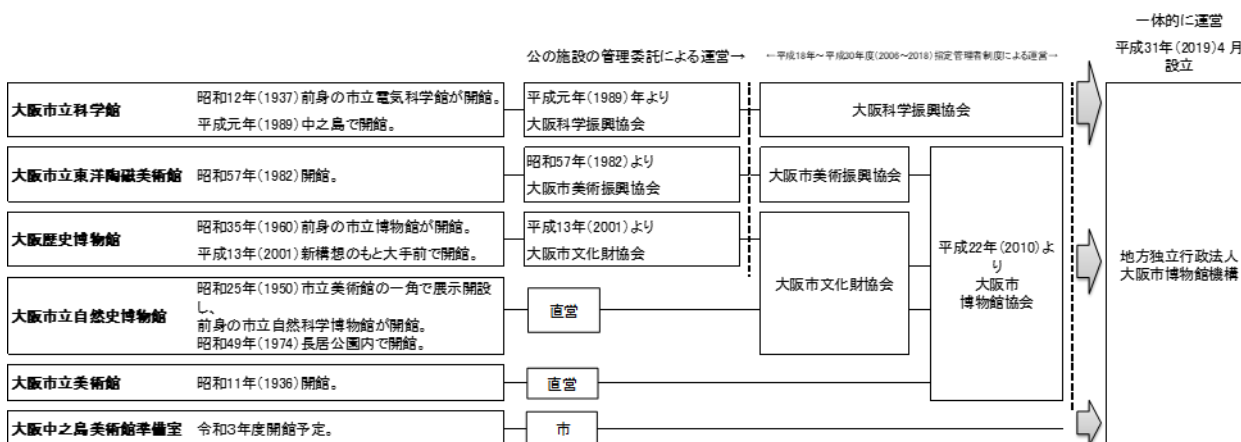 一体的に運営
平成31年(2019)4月
設立
公の施設の管理委託による運営→
←平成18年～平成30年度(2006～2018)指定管理者制度による運営→
大阪市立科学館
昭和12年(1937)前身の市立電気科学館が開館。
平成元年(1989)中之島で開館。
平成元年(1989)年より
大阪科学振興協会
大阪科学振興協会
大阪市立東洋陶磁美術館
昭和57年(1982)開館。
昭和57年(1982)より
大阪市美術振興協会
大阪市美術振興協会
大阪歴史博物館
昭和35年(1960)前身の市立博物館が開館。
平成13年(2001)新構想のもと大手前で開館。
平成13年(2001)より
大阪市文化財協会
大阪市文化財協会
平成22年(2010)よ
り
大阪市
博物館協会
地方独立行政法人
大阪市博物館機構
大阪市立自然史博物館
昭和25年(1950)市立美術館の一角で展示開設
し、
前身の市立自然科学博物館が開館。
昭和49年(1974)長居公園内で開館。
直営
大阪市立美術館
昭和11年(1936)開館。
直営
大阪中之島美術館準備室
令和3年度開館予定。
市